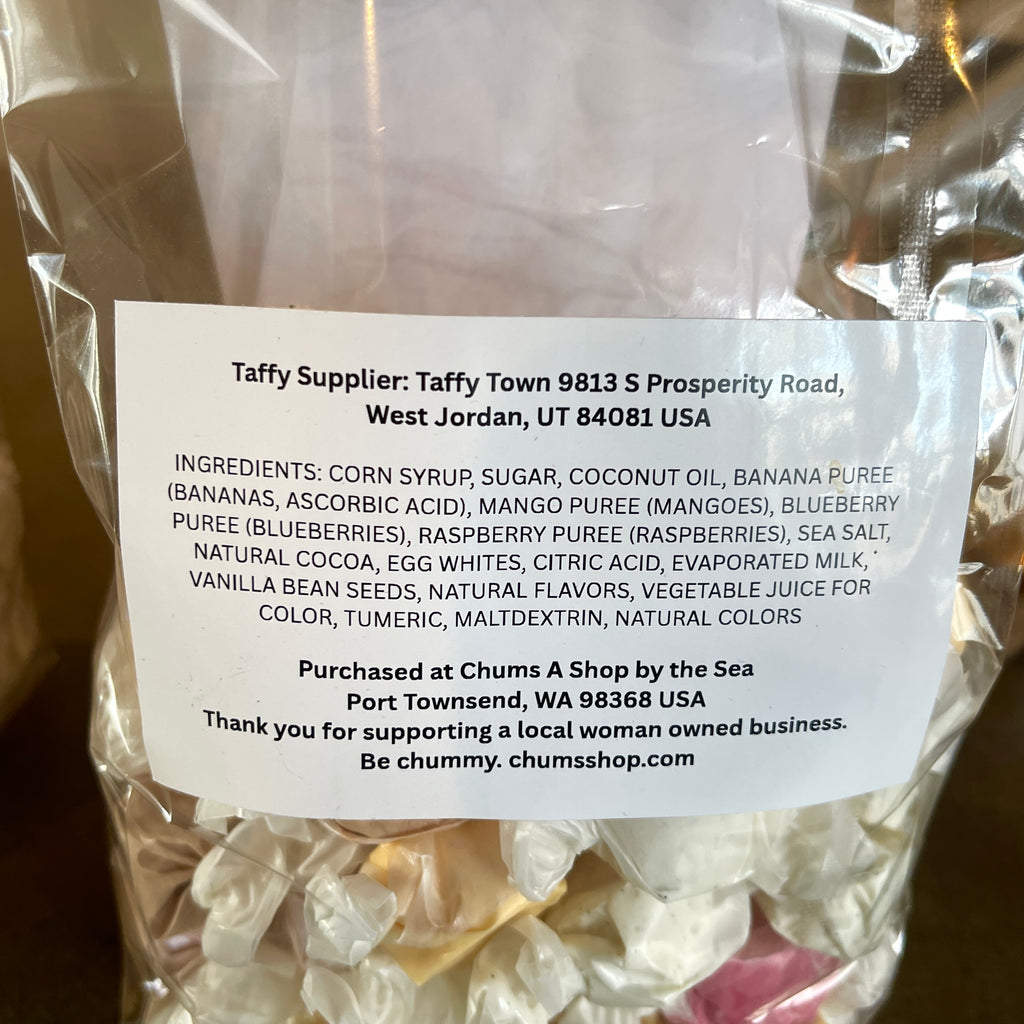 Taffy Supplier: Taffy Town 9813 S Prosperity Road,
West Jordan, UT 84081 USA
INGREDIENTS: CORN SYRUP, SUGAR, COCONUT OIL, BANANA PUREE
(BANANAS, ASCORBIC ACID), MANGO PUREE (MANGOES), BLUEBERRY
PUREE (BLUEBERRIES), RASPBERRY PUREE (RASPBERRIES), SEA SALT,
NATURAL COCOA, EGG WHITES, CITRIC ACID, EVAPORATED MILK,
VANILLA BEAN SEEDS, NATURAL FLAVORS, VEGETABLE JUICE FOR
COLOR, TUMERIC, MALTDEXTRIN, NATURAL COLORS
Purchased at Chums A Shop by the Sea
Port Townsend, WA 98368 USA
Thank you for supporting a local woman owned business.
Be chummy. chumsshop.com